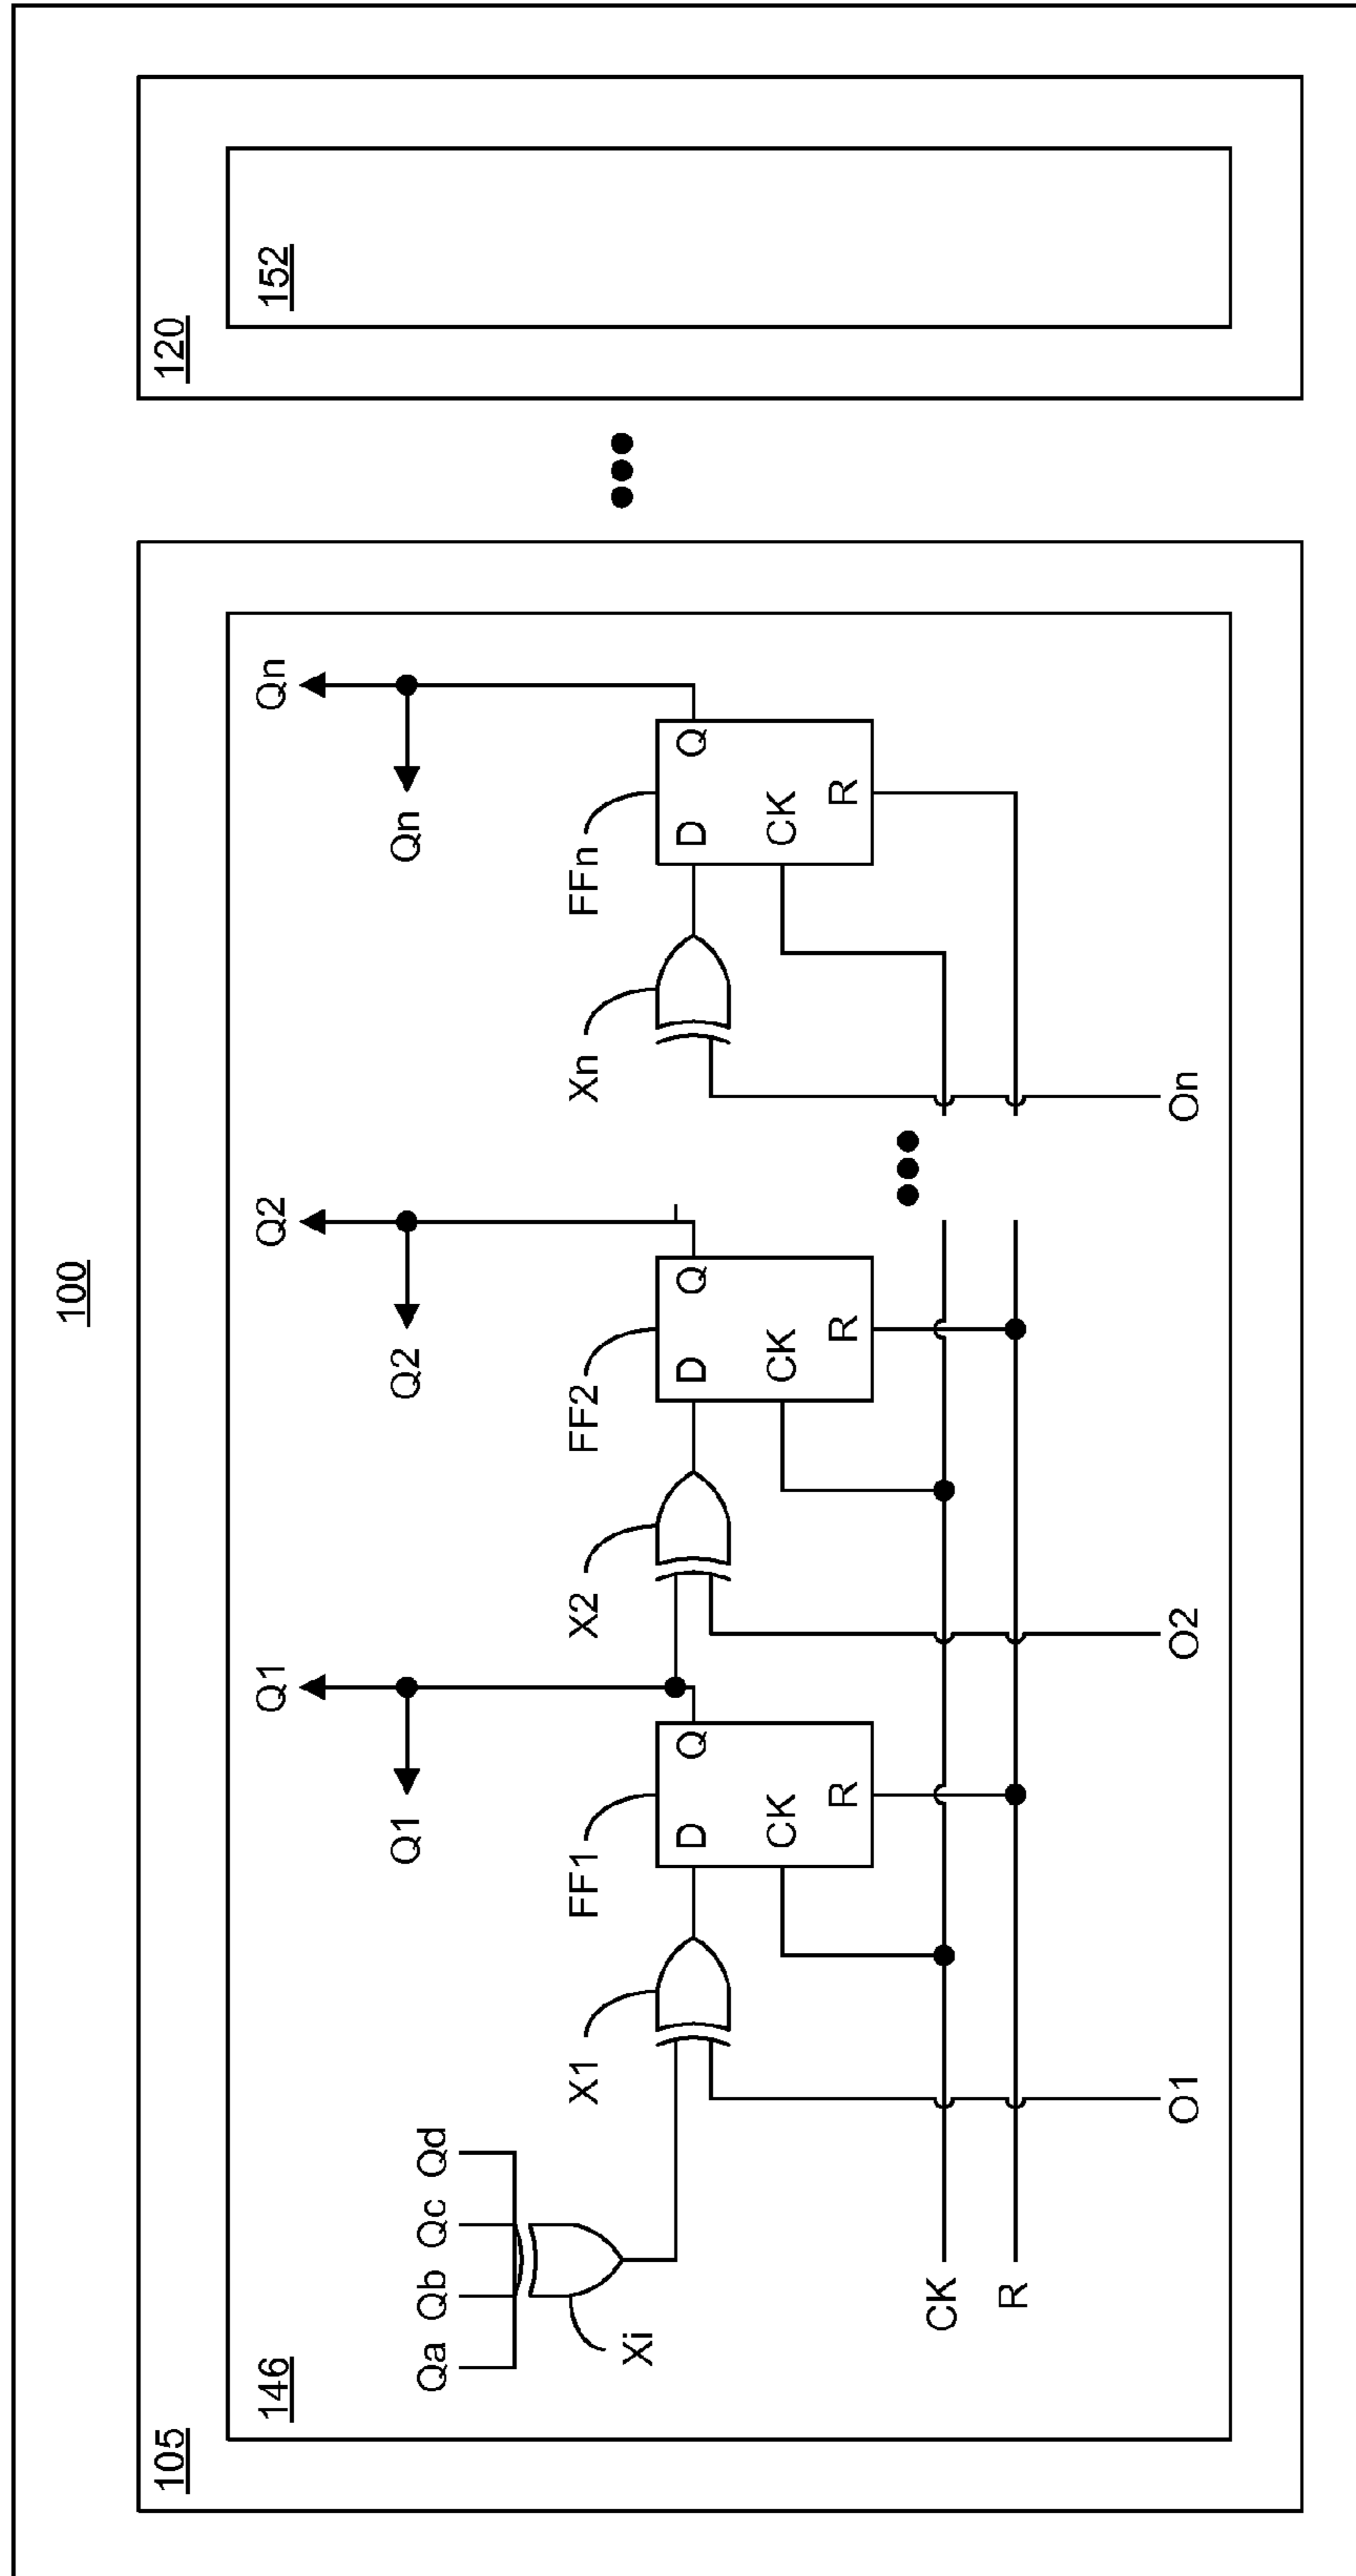 100
105
120
146
152
Q1
Q2
Qn
Qa Qb Qc Qd
Q1
Q2
Qn
Xi
X1
FF1
X2
FF2
Xn
FFn
D Q
CK
R
D Q
CK
R
D Q
CK
R
CK
R
O1
O2
On